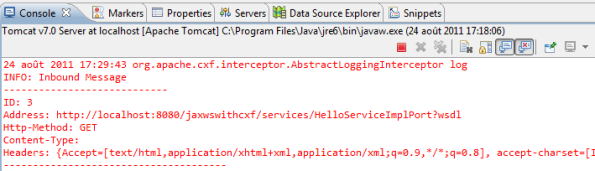 Console Markers Properties Servers Data Source Explorer Snippets
Tomcat v7.0 Server at localhost [Apache Tomcat] C:\Program Files\Java\jre6\bin\javaw.exe (24 août 2011 17:18:06)
24 août 2011 17:29:43 org.apache.cxf.interceptor.AbstractLoggingInterceptor log
INFO: Inbound Message
----------------------------
ID: 3
Address: http://localhost:8080/jaxwswithcxf/services/HelloServiceImplPort?wsdl
Http-Method: GET
Content-Type:
Headers: {Accept=[text/html,application/xhtml+xml,application/xml;q=0.9,*/*;q=0.8], accept-charset=[I
--------------------------------------